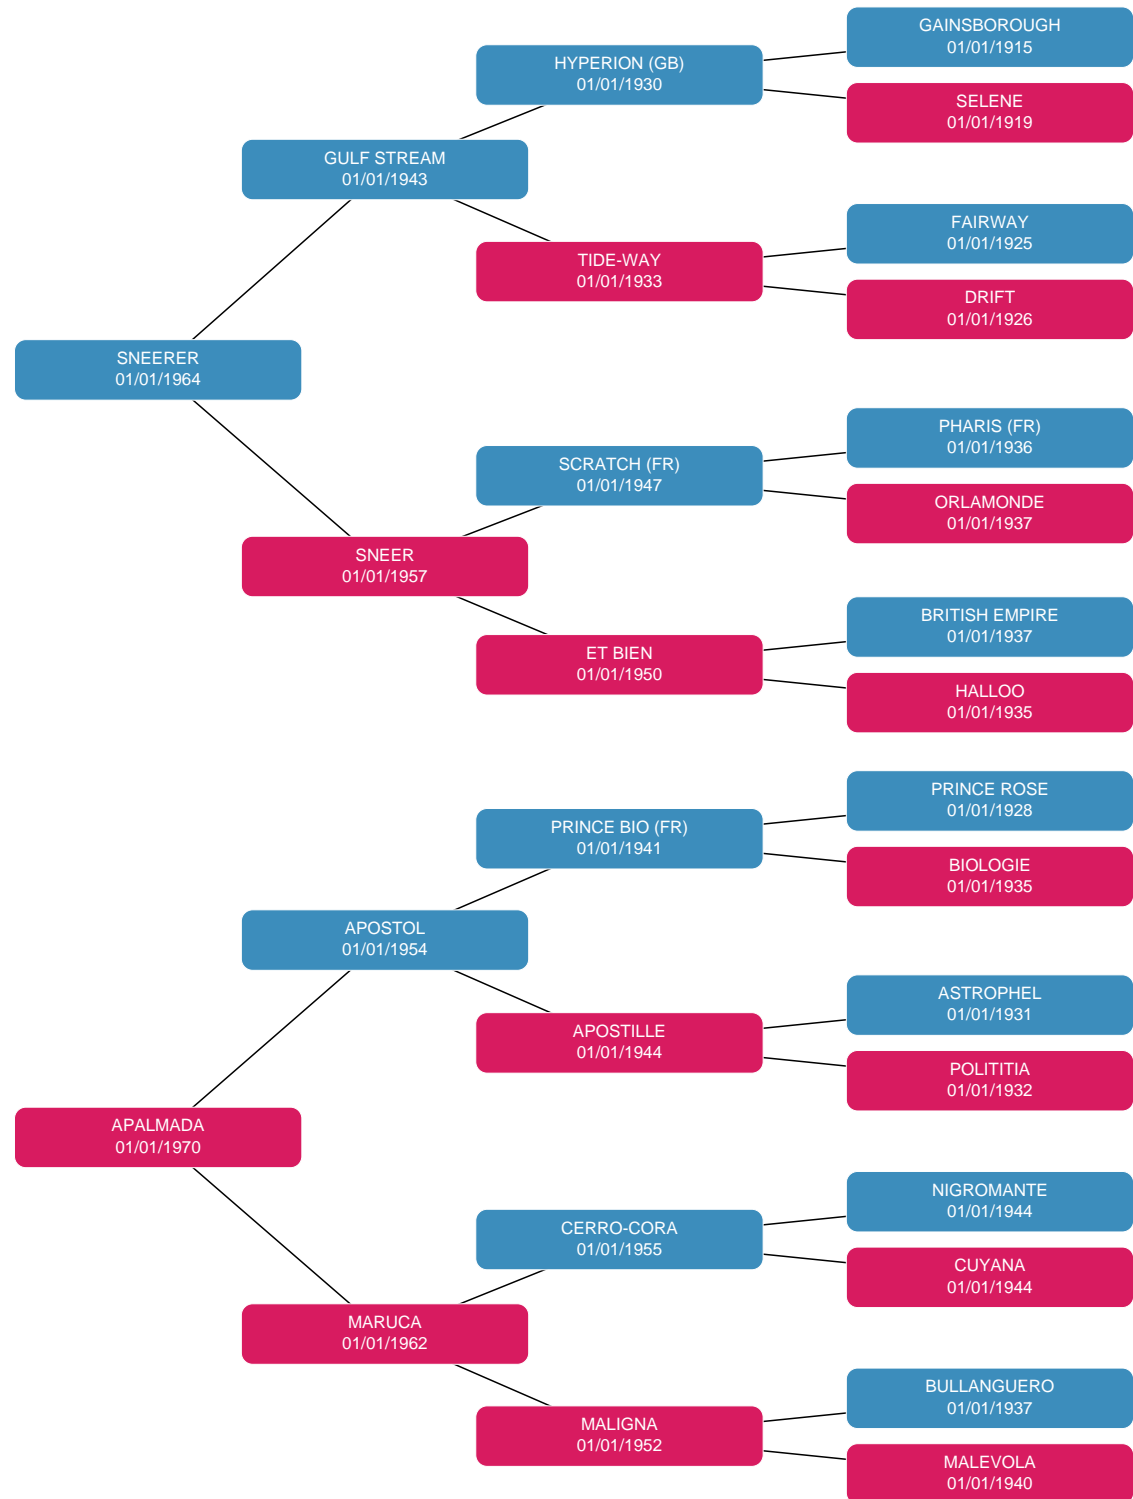 GAINSBOROUGH
01/01/1915
HYPERION (GB)
01/01/1930
SELENE
01/01/1919
GULF STREAM
01/01/1943
FAIRWAY
01/01/1925
TIDE-WAY
01/01/1933
DRIFT
01/01/1926
SNEERER
01/01/1964
PHARIS (FR)
01/01/1936
SCRATCH (FR)
01/01/1947
ORLAMONDE
01/01/1937
SNEER
01/01/1957
BRITISH EMPIRE
01/01/1937
ET BIEN
01/01/1950
HALLOO
01/01/1935
PRINCE ROSE
01/01/1928
PRINCE BIO (FR)
01/01/1941
BIOLOGIE
01/01/1935
APOSTOL
01/01/1954
ASTROPHEL
01/01/1931
APOSTILLE
01/01/1944
POLITITIA
01/01/1932
APALMADA
01/01/1970
NIGROMANTE
01/01/1944
CERRO-CORA
01/01/1955
CUYANA
01/01/1944
MARUCA
01/01/1962
BULLANGUERO
01/01/1937
MALIGNA
01/01/1952
MALEVOLA
01/01/1940